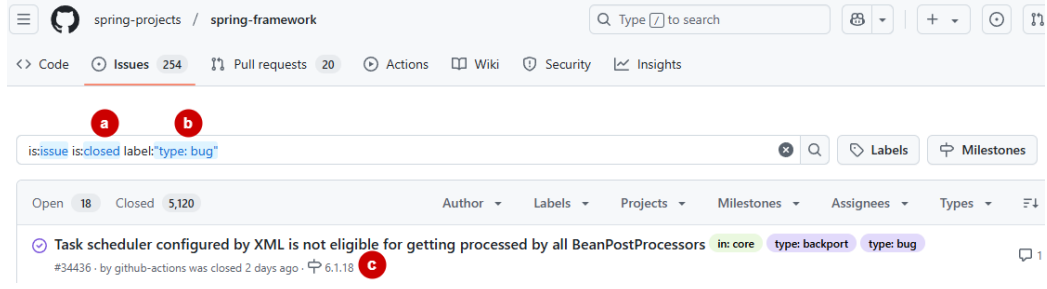 spring-projects / spring-framework Type / to search
<> Code Issues 254 Pull requests 20 Actions Wiki Security Insights
a b
is:issue is:closed label:"type: bug" Labels Milestones
Open 18 Closed 5,120 Author Labels Projects Milestones Assignees Types
Task scheduler configured by XML is not eligible for getting processed by all BeanPostProcessors in: core type: backport type: bug
#34436 · by github-actions was closed 2 days ago · 6.1.18 c 1